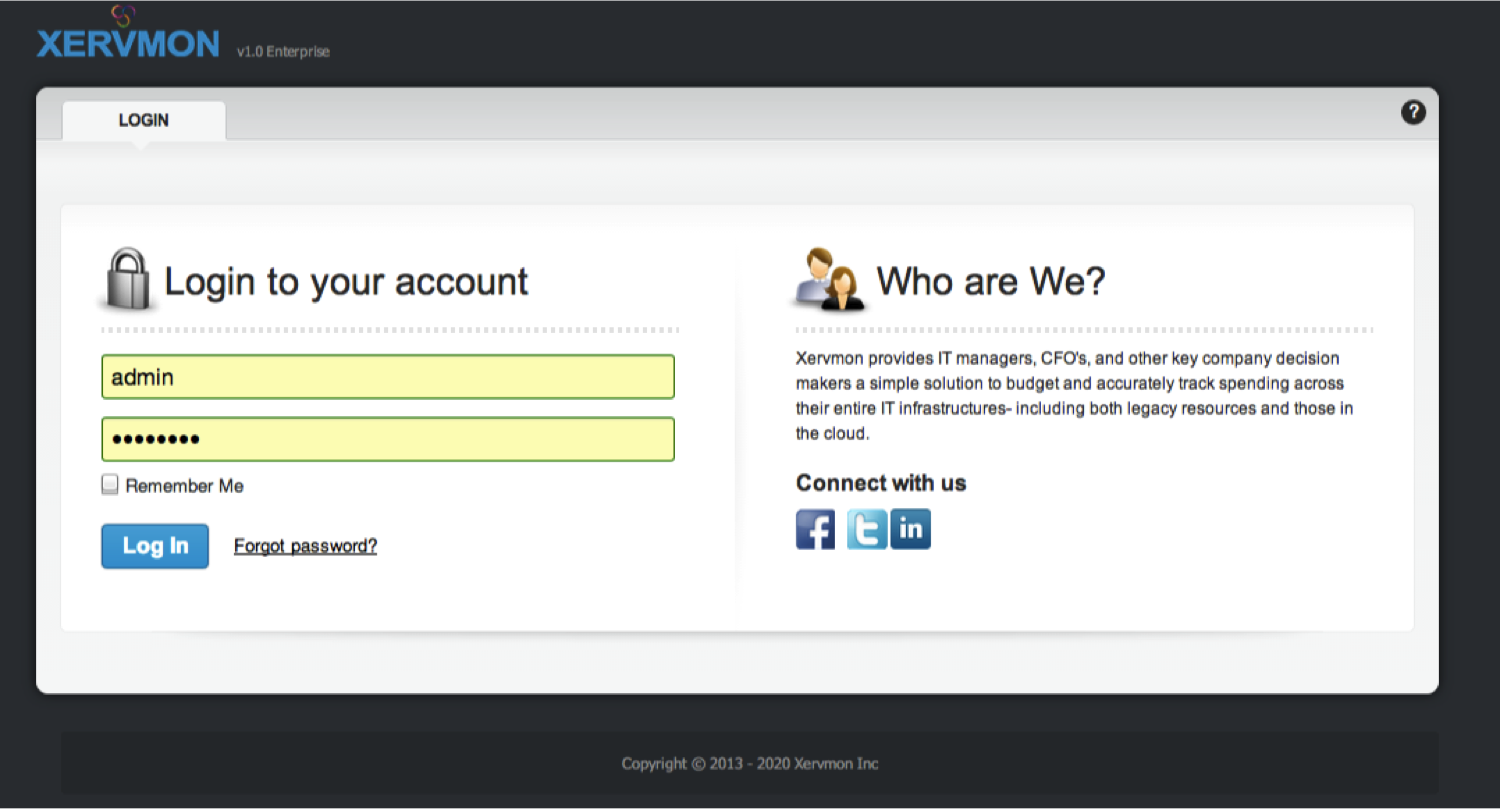 XERVMON v1.0 Enterprise
LOGIN
?
Login to your account
admin
••••••••
Remember Me
Log In Forgot password?
Who are We?
Xervmon provides IT managers, CFO's, and other key company decision
makers a simple solution to budget and accurately track spending across
their entire IT infrastructures- including both legacy resources and those in
the cloud.
Connect with us
f t in
Copyright © 2013 - 2020 Xervmon Inc